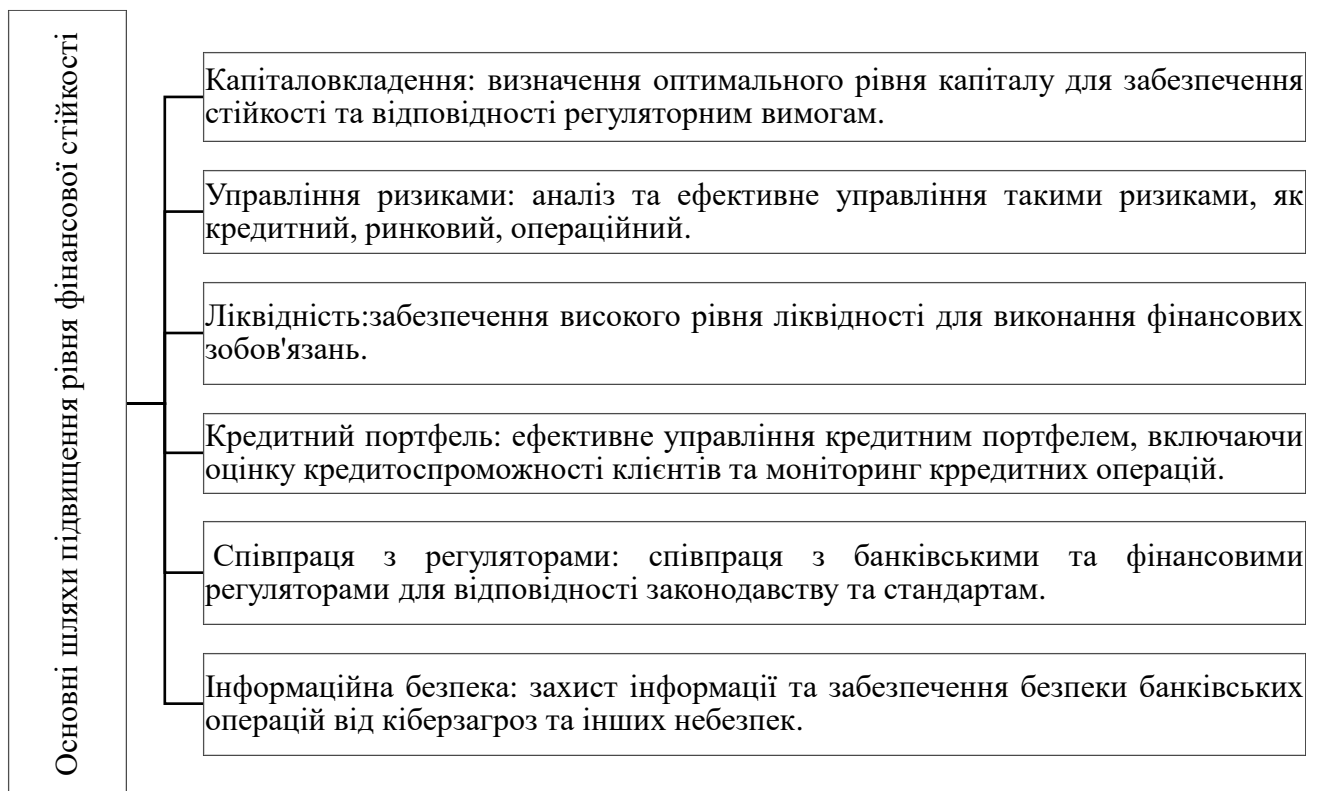 Основні шляхи підвищення рівня фінансової стійкості
Капіталовкладення: визначення оптимального рівня капіталу для забезпечення
стійкості та відповідності регуляторним вимогам.
Управління ризиками: аналіз та ефективне управління такими ризиками, як
кредитний, ринковий, операційний.
Ліквідність:забезпечення високого рівня ліквідності для виконання фінансових
зобов'язань.
Кредитний портфель: ефективне управління кредитним портфелем, включаючи
оцінку кредитоспроможності клієнтів та моніторинг крредитних операцій.
Співпраця з регуляторами: співпраця з банківськими та фінансовими
регуляторами для відповідності законодавству та стандартам.
Інформаційна безпека: захист інформації та забезпечення безпеки банківських
операцій від кіберзагроз та інших небезпек.